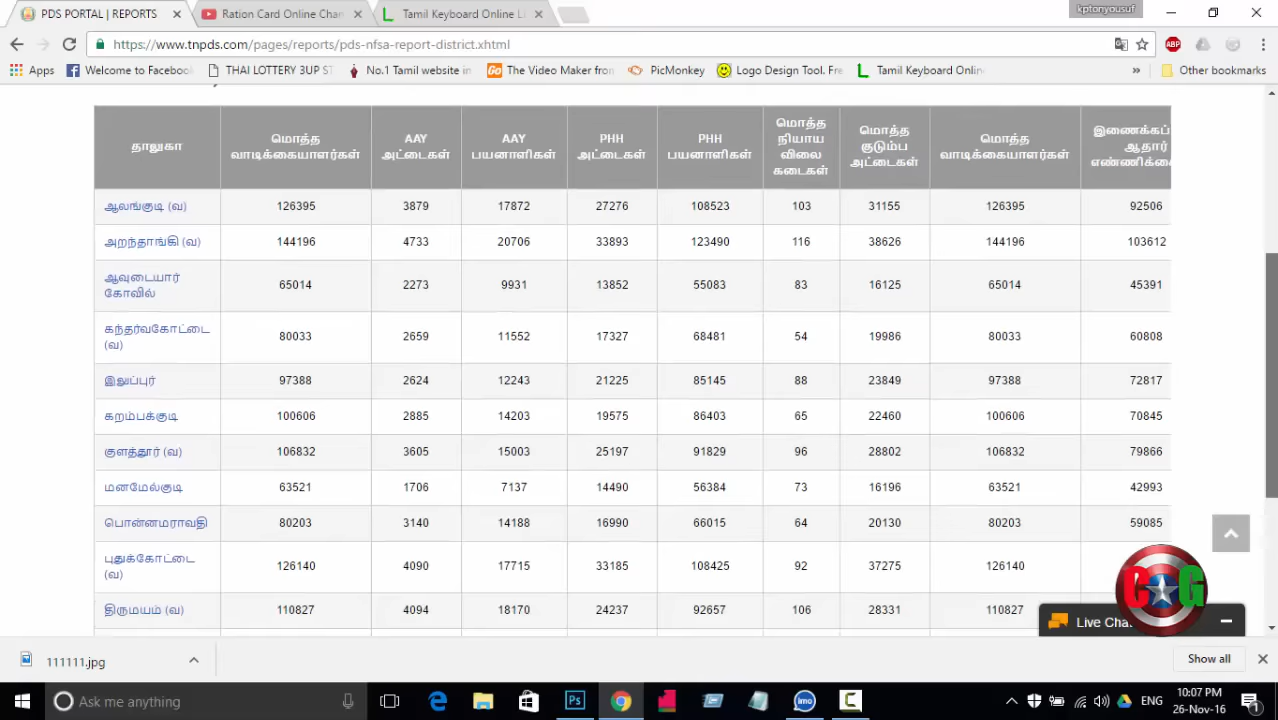 PDS PORTAL | REPORTS
Ration Card Online Chan
Tamil Keyboard Online Li
kptonyousuf
https://www.tnpds.com/pages/reports/pds-nfsa-report-district.xhtml
ABP
Apps
Welcome to Facebook
THAI LOTTERY 3UP ST
No.1 Tamil website in
The Video Maker from
PicMonkey
Logo Design Tool. Fre
Tamil Keyboard Onlin
»
Other bookmarks
தாலுகா
மொத்த வாடிக்கையாளர்கள்
AAY அட்டைகள்
AAY பயனாளிகள்
PHH அட்டைகள்
PHH பயனாளிகள்
மொத்த நியாய விலை கடைகள்
மொத்த குடும்ப அட்டைகள்
மொத்த வாடிக்கையாளர்கள்
இணைக்கப் ஆதார் எண்ணிக்கை
ஆலங்குடி (வ) 126395 3879 17872 27276 108523 103 31155 126395 92506
அறந்தாங்கி (வ) 144196 4733 20706 33893 123490 116 38626 144196 103612
ஆவுடையார் கோவில் 65014 2273 9931 13852 55083 83 16125 65014 45391
கந்தர்வகோட்டை (வ) 80033 2659 11552 17327 68481 54 19986 80033 60808
இலுப்புர் 97388 2624 12243 21225 85145 88 23849 97388 72817
கறம்பக்குடி 100606 2885 14203 19575 86403 65 22460 100606 70845
குளத்தூர் (வ) 106832 3605 15003 25197 91829 96 28802 106832 79866
மனமேல்குடி 63521 1706 7137 14490 56384 73 16196 63521 42993
பொன்னமராவதி 80203 3140 14188 16990 66015 64 20130 80203 59085
புதுக்கோட்டை (வ) 126140 4090 17715 33185 108425 92 37275 126140
திருமயம் (வ) 110827 4094 18170 24237 92657 106 28331 110827
CG
Live Cha
111111.jpg
Show all
Ask me anything
Ps
imo
ENG
10:07 PM
26-Nov-16
1